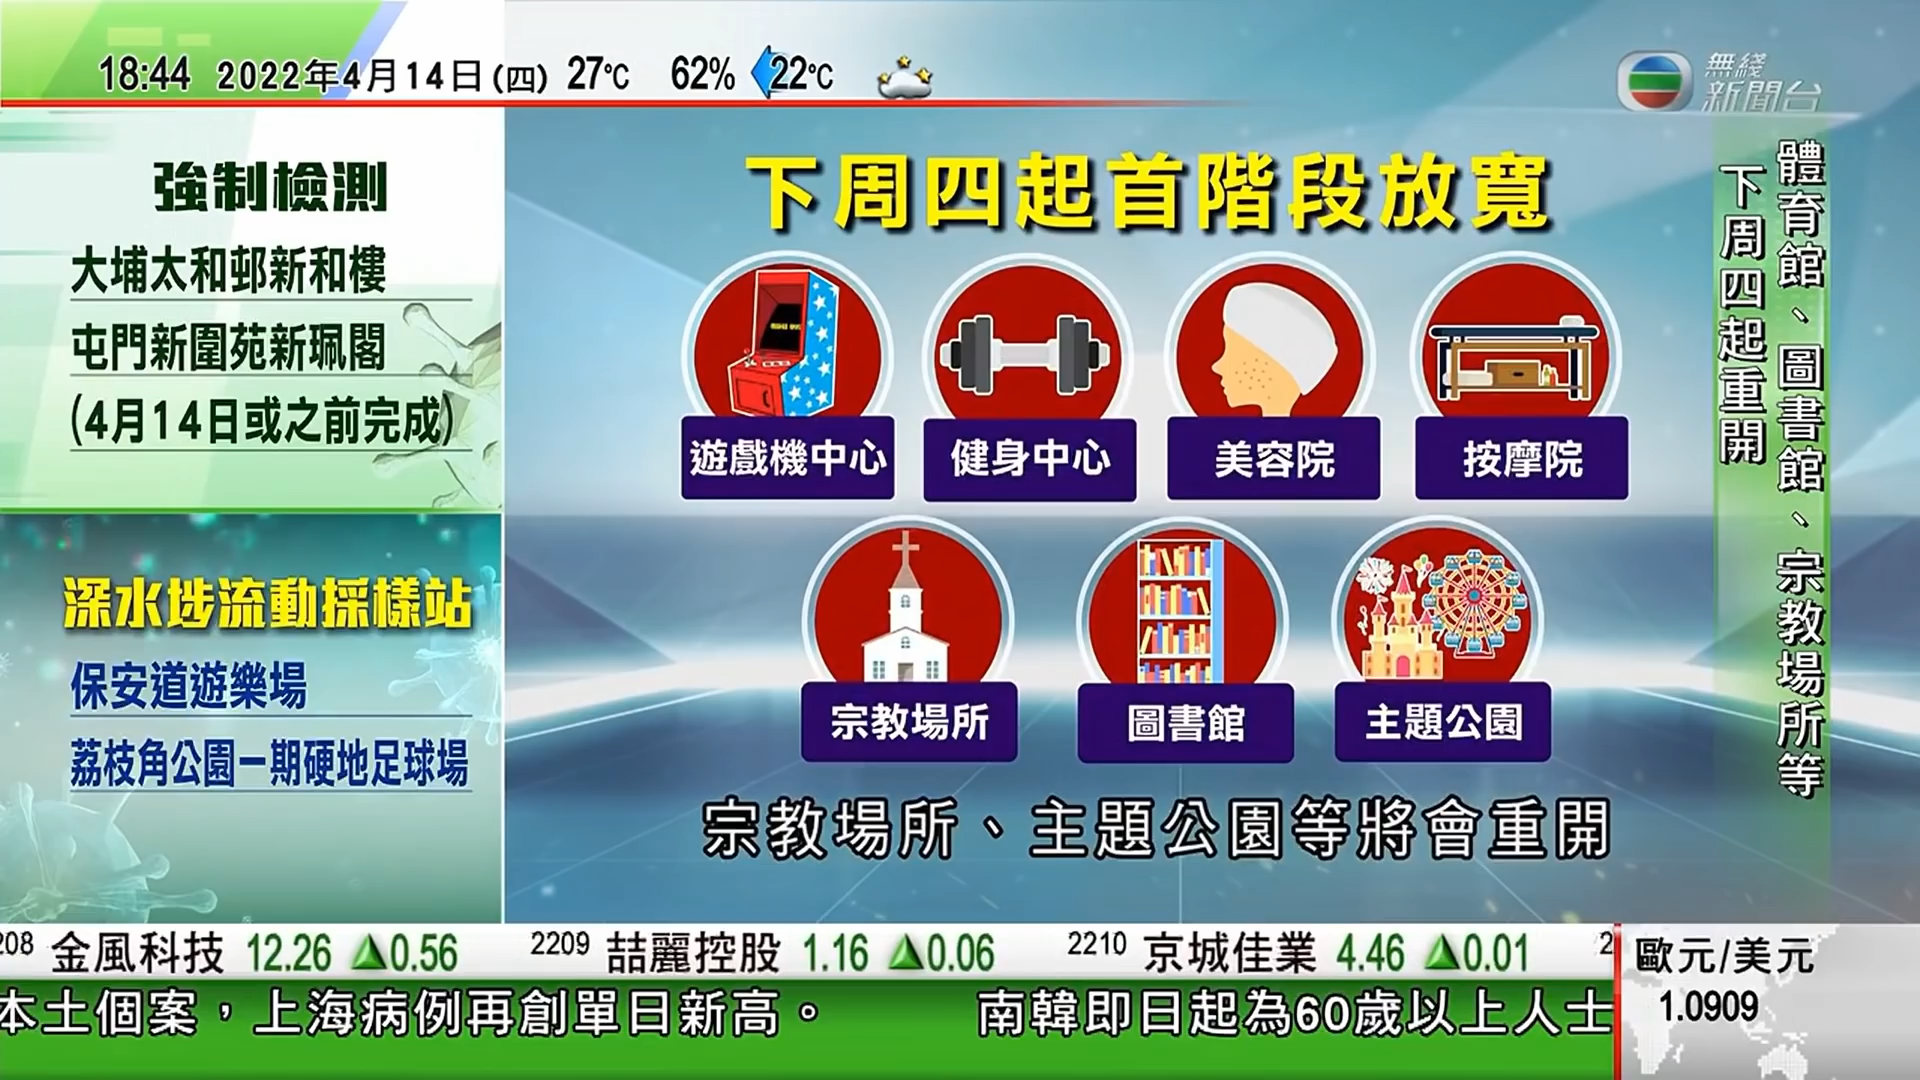 18:44 2022年4月14日(四) 27℃ 62% 22℃
無綫
新聞台
強制檢測
大埔太和邨新和樓
屯門新圍苑新珮閣
(4月14日或之前完成)
深水埗流動採樣站
保安道遊樂場
荔枝角公園一期硬地足球場
下周四起首階段放寬
遊戲機中心
健身中心
美容院
按摩院
宗教場所
圖書館
主題公園
宗教場所、主題公園等將會重開
體育館、圖書館、宗教場所等
下周四起重開
208 金風科技 12.26 ▲0.56 2209 喆麗控股 1.16 ▲0.06 2210 京城佳業 4.46 ▲0.01 2
歐元/美元
1.0909
本土個案，上海病例再創單日新高。 南韓即日起為60歲以上人士